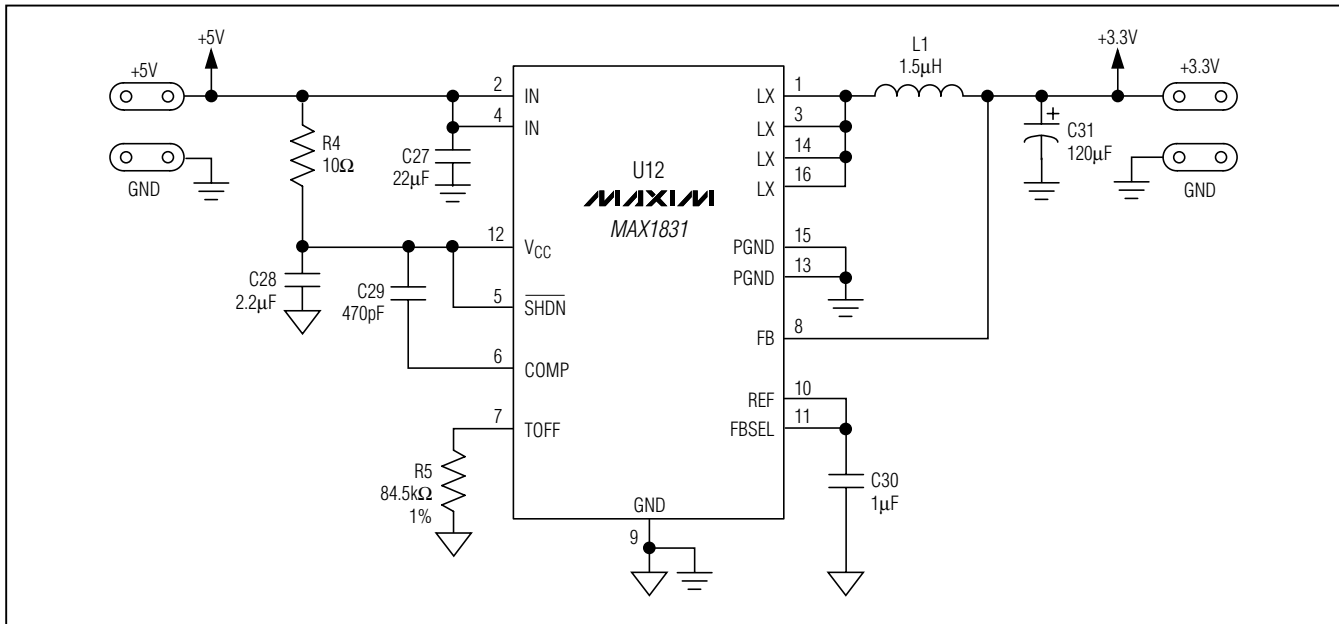 +5V
+5V
GND
R4
10Ω
C27
22µF
C28
2.2µF
C29
470pF
R5
84.5kΩ
1%
2
IN
4
IN
12
VCC
5
SHDN
6
COMP
7
TOFF
U12
MAXIM
MAX1831
GND
9
1
LX
3
LX
14
LX
16
LX
15
PGND
13
PGND
8
FB
10
REF
11
FBSEL
L1
1.5µH
+3.3V
+3.3V
+
C31
120µF
GND
C30
1µF